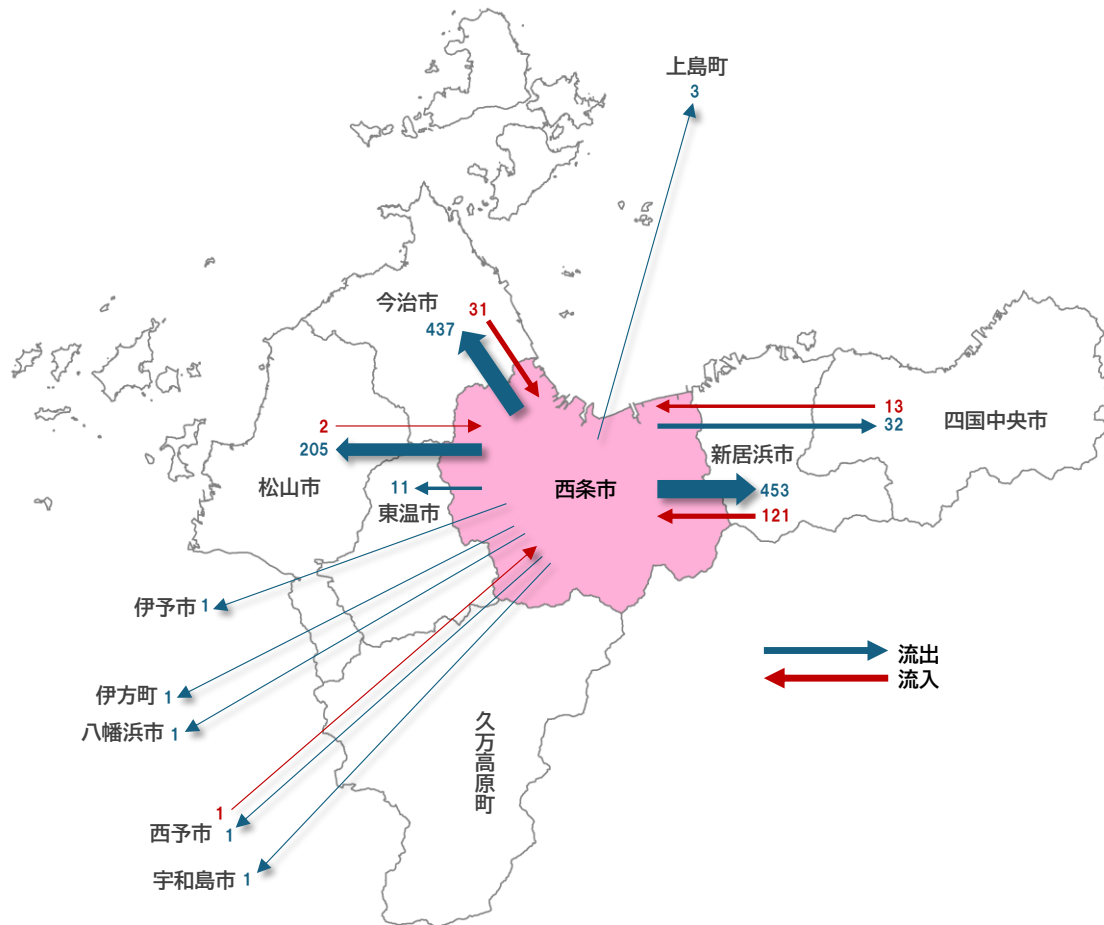 上島町
3
今治市
31
437
2
205
松山市
11
東温市
西条市
13
32
四国中央市
新居浜市
453
121
伊予市 1
伊方町 1
八幡浜市 1
1
西予市 1
宇和島市 1
久万高原町
流出
流入